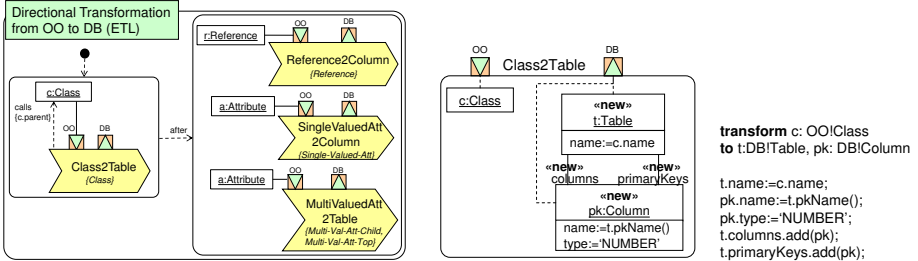 Directional Transformation
from OO to DB (ETL)
c:Class
calls
{c.parent}
OO
DB
Class2Table
{Class}
after
r:Reference
OO
DB
Reference2Column
{Reference}
a:Attribute
OO
DB
SingleValuedAtt
2Column
{Single-Valued-Att}
a:Attribute
OO
DB
MultiValuedAtt
2Table
{Multi-Val-Att-Child,
Multi-Val-Att-Top}
OO
Class2Table
DB
c:Class
«new»
t:Table
name:=c.name
«new»
columns
«new»
primaryKeys
«new»
pk:Column
name:=t.pkName()
type:=‘NUMBER’
transform c: OO!Class
to t:DB!Table, pk: DB!Column
t.name:=c.name;
pk.name:=t.pkName();
pk.type:=‘NUMBER’;
t.columns.add(pk);
t.primaryKeys.add(pk);